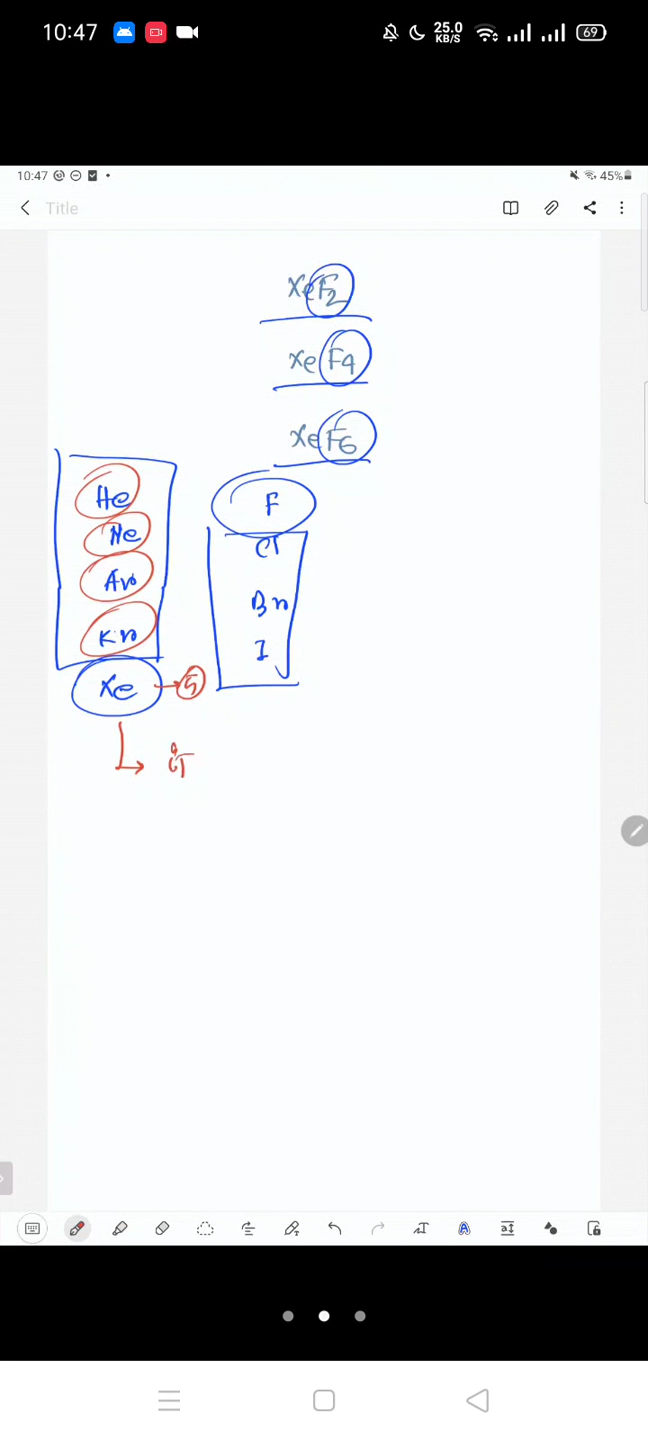 10:47
25.0
KB/S
69
10:47
45%
Title
XeF2
XeF4
XeF6
He
Ne
Ar
Kr
Xe → 5
F
Cl
Br
I